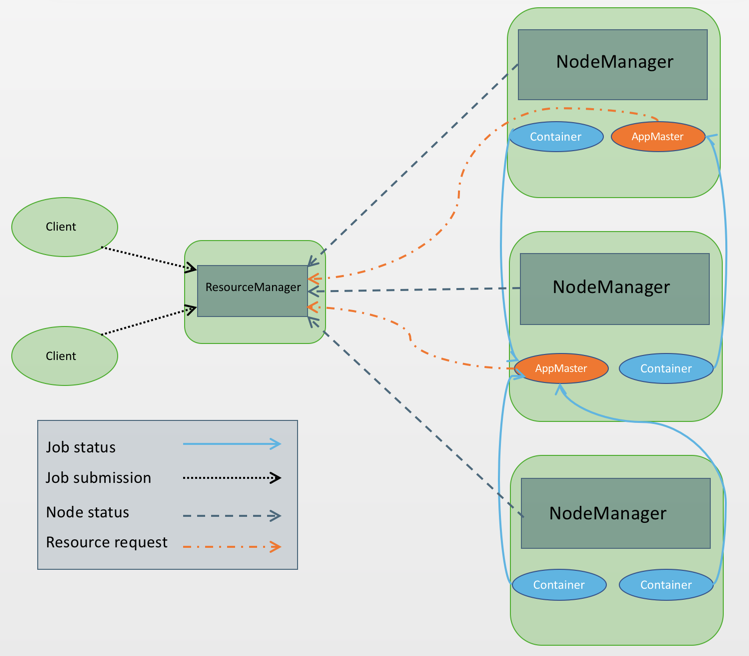 NodeManager
Container
AppMaster
Client
ResourceManager
NodeManager
Client
AppMaster
Container
Job status
Job submission
Node status
Resource request
NodeManager
Container
Container